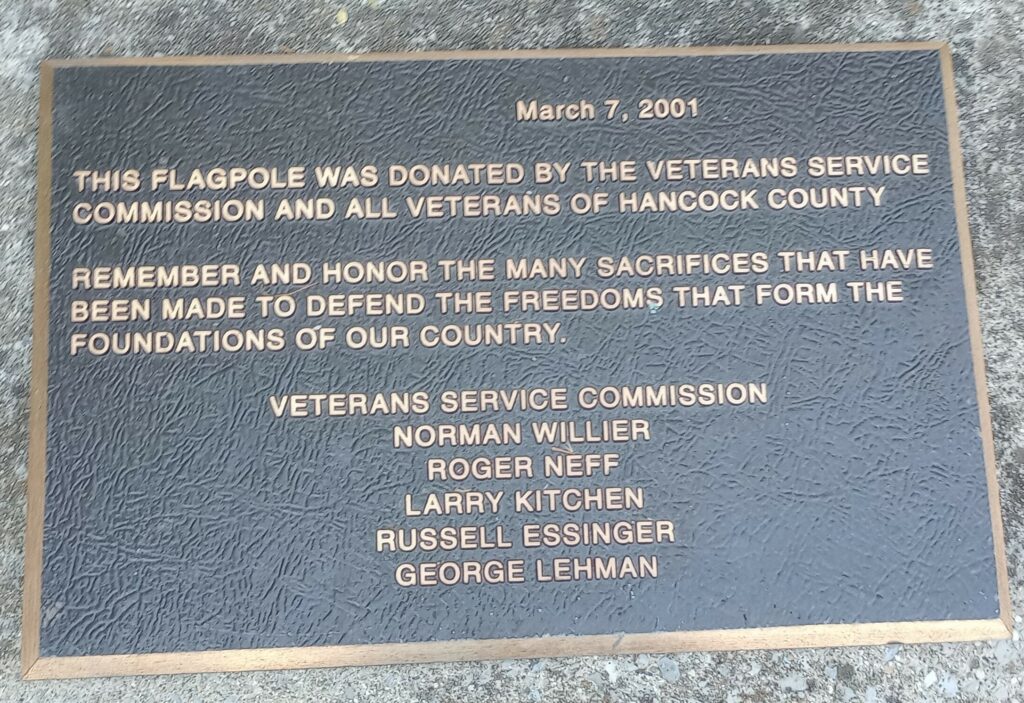 March 7, 2001
THIS FLAGPOLE WAS DONATED BY THE VETERANS SERVICE
COMMISSION AND ALL VETERANS OF HANCOCK COUNTY
REMEMBER AND HONOR THE MANY SACRIFICES THAT HAVE
BEEN MADE TO DEFEND THE FREEDOMS THAT FORM THE
FOUNDATIONS OF OUR COUNTRY.
VETERANS SERVICE COMMISSION
NORMAN WILLIER
ROGER NEFF
LARRY KITCHEN
RUSSELL ESSINGER
GEORGE LEHMAN